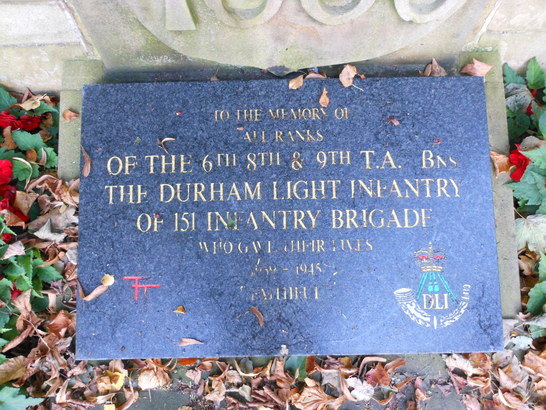 TO THE MEMORY OF
ALL RANKS
OF THE 6TH 8TH & 9TH T.A. BNS
THE DURHAM LIGHT INFANTRY
OF 151 INFANTRY BRIGADE
WHO GAVE THEIR LIVES
1939 - 1945
FAITHFUL
DLI